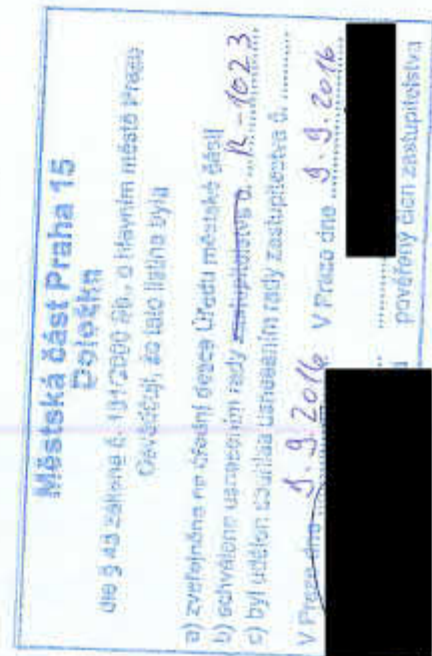 Městská část Praha 15
Doložka
dle § 43 zákona č. 131/2000 Sb., o hlavním městě Praze
Osvědčuji, že tato listina byla
a) zveřejněna na úřední desce Úřadu městské části
b) schválena usnesením rady zastupitelstva č. R-1023
c) byl udělen souhlas usnesením rady zastupitelstva č.
V Praze dne 9.9.2016 V Praze dne 9.9.2016
pověřený člen zastupitelstva